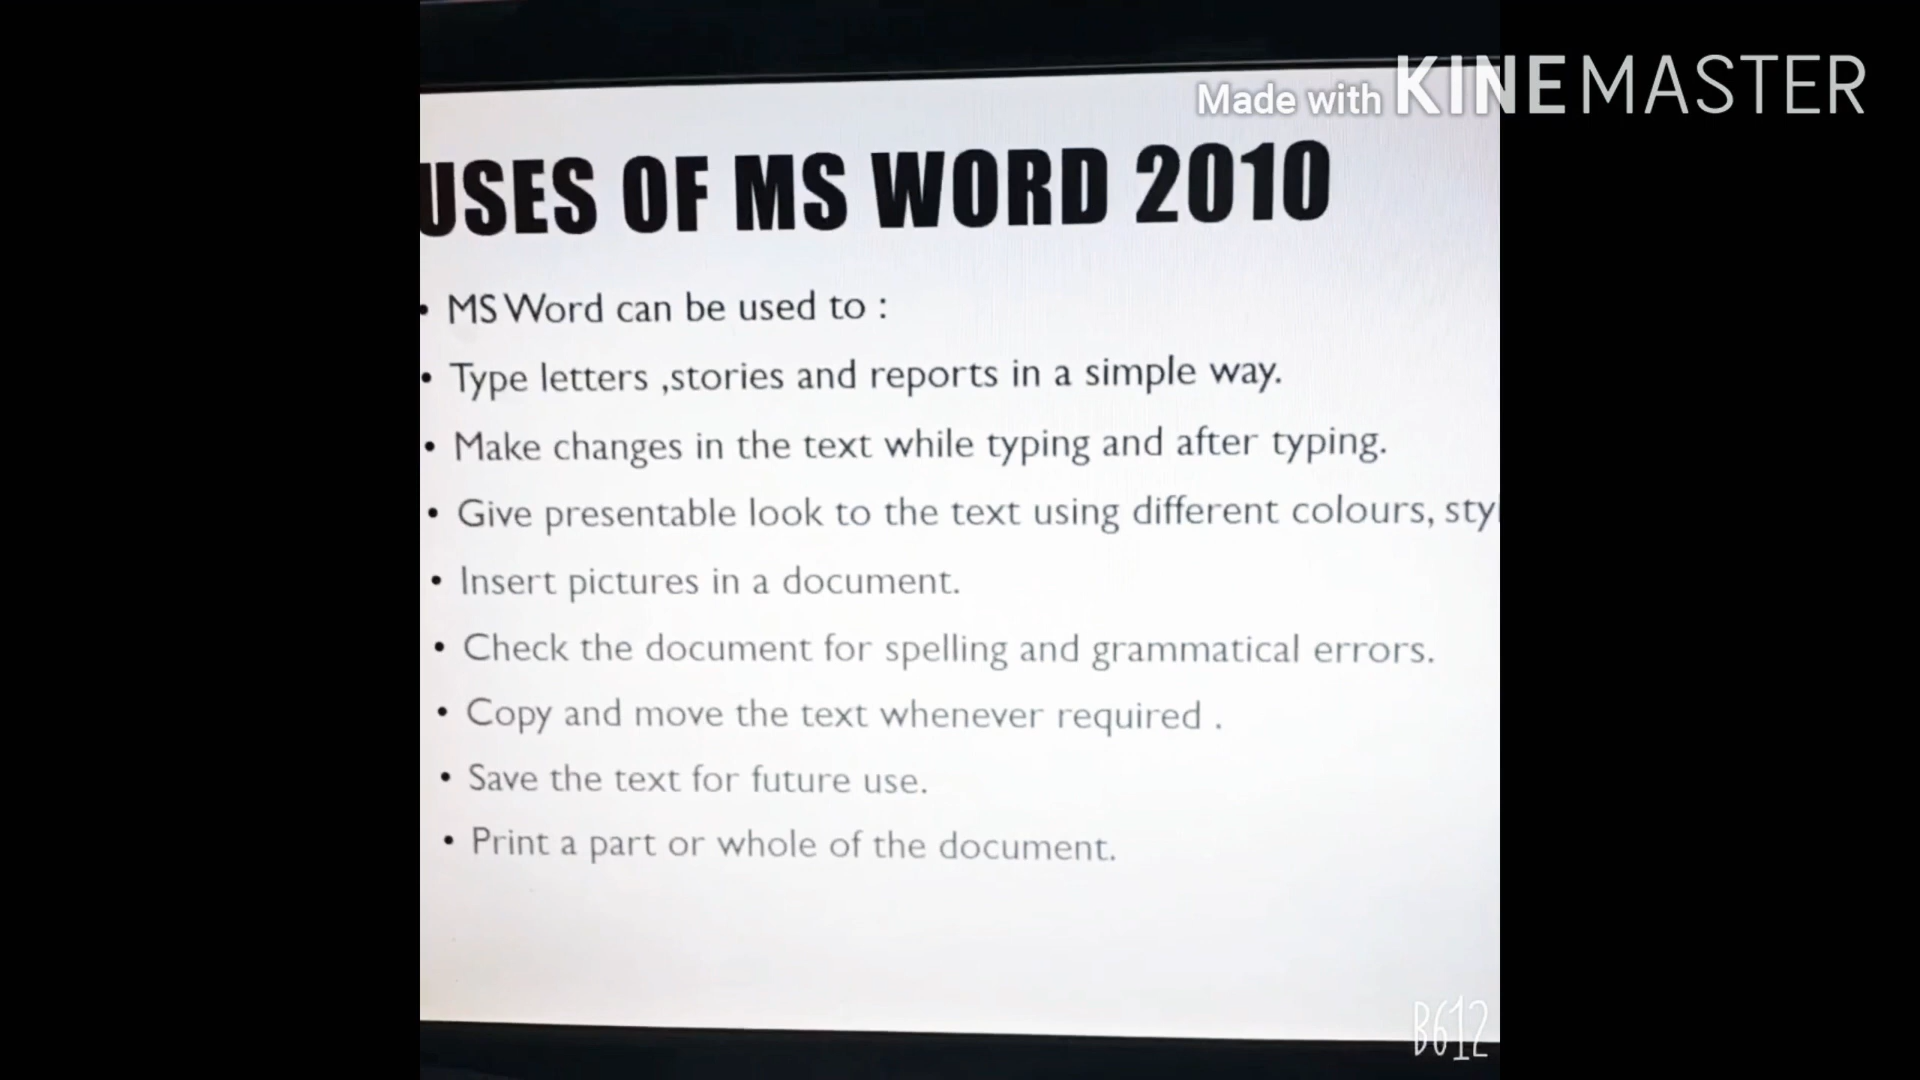 Made with KINEMASTER
USES OF MS WORD 2010
• MS Word can be used to :
• Type letters ,stories and reports in a simple way.
• Make changes in the text while typing and after typing.
• Give presentable look to the text using different colours,
• Insert pictures in a document.
• Check the document for spelling and grammatical errors.
• Copy and move the text whenever required .
• Save the text for future use.
• Print a part or whole of the document.
B612